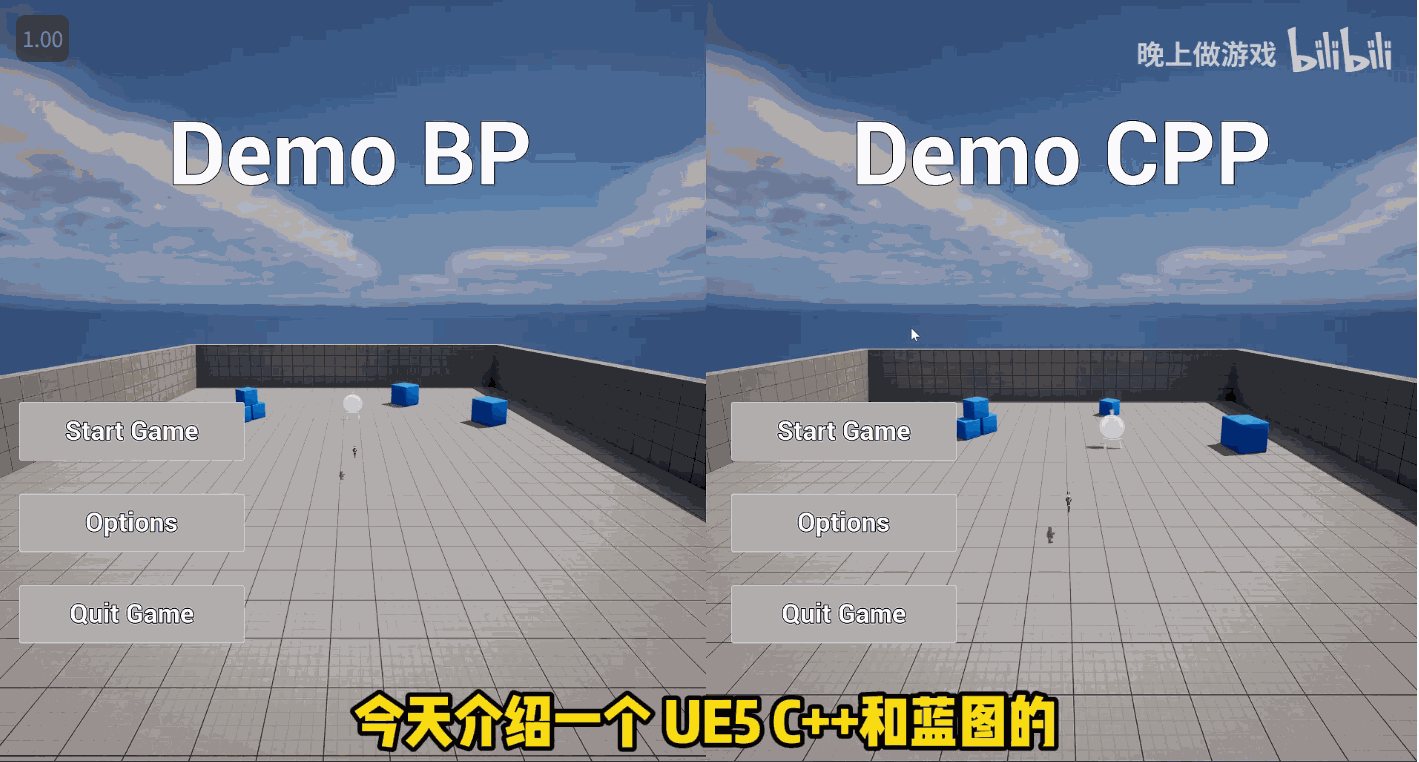 1.00
晚上做游戏 bilibili
Demo BP
Demo CPP
Start Game
Options
Quit Game
Start Game
Options
Quit Game
今天介绍一个 UE5 C++和蓝图的